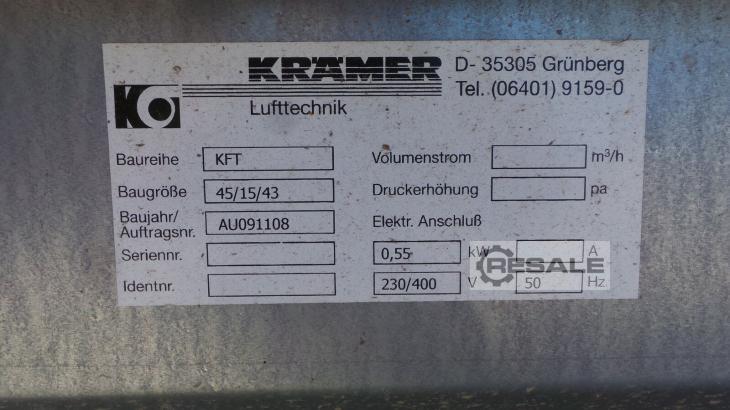 KRÄMER
Lufttechnik
D- 35305 Grünberg
Tel. (06401) 9159-0
Baureihe KFT
Baugröße 45/15/43
Baujahr/
Auftragsnr. AU091108
Seriennr.
Identnr.
Volumenstrom m³/h
Druckerhöhung pa
Elektr. Anschluß
0,55 kW A
230/400 V 50 Hz
RESALE